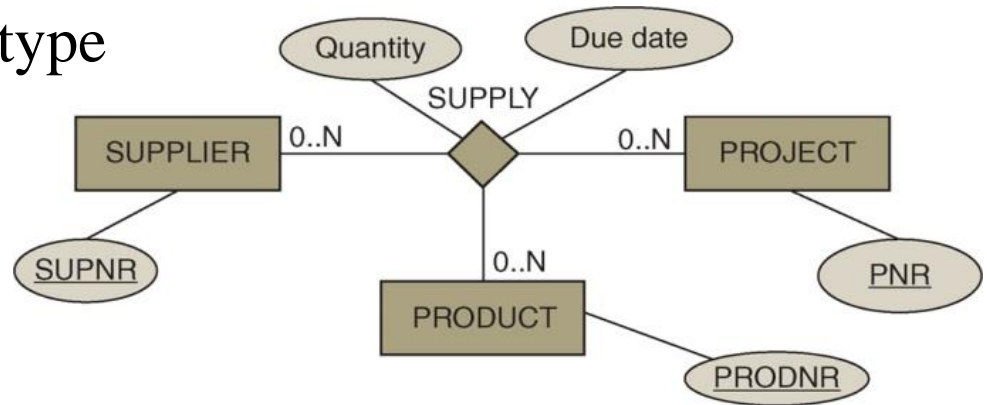 type
Quantity
Due date
SUPPLY
SUPPLIER
0..N
0..N
PROJECT
SUPNR
0..N
PNR
PRODUCT
PRODNR